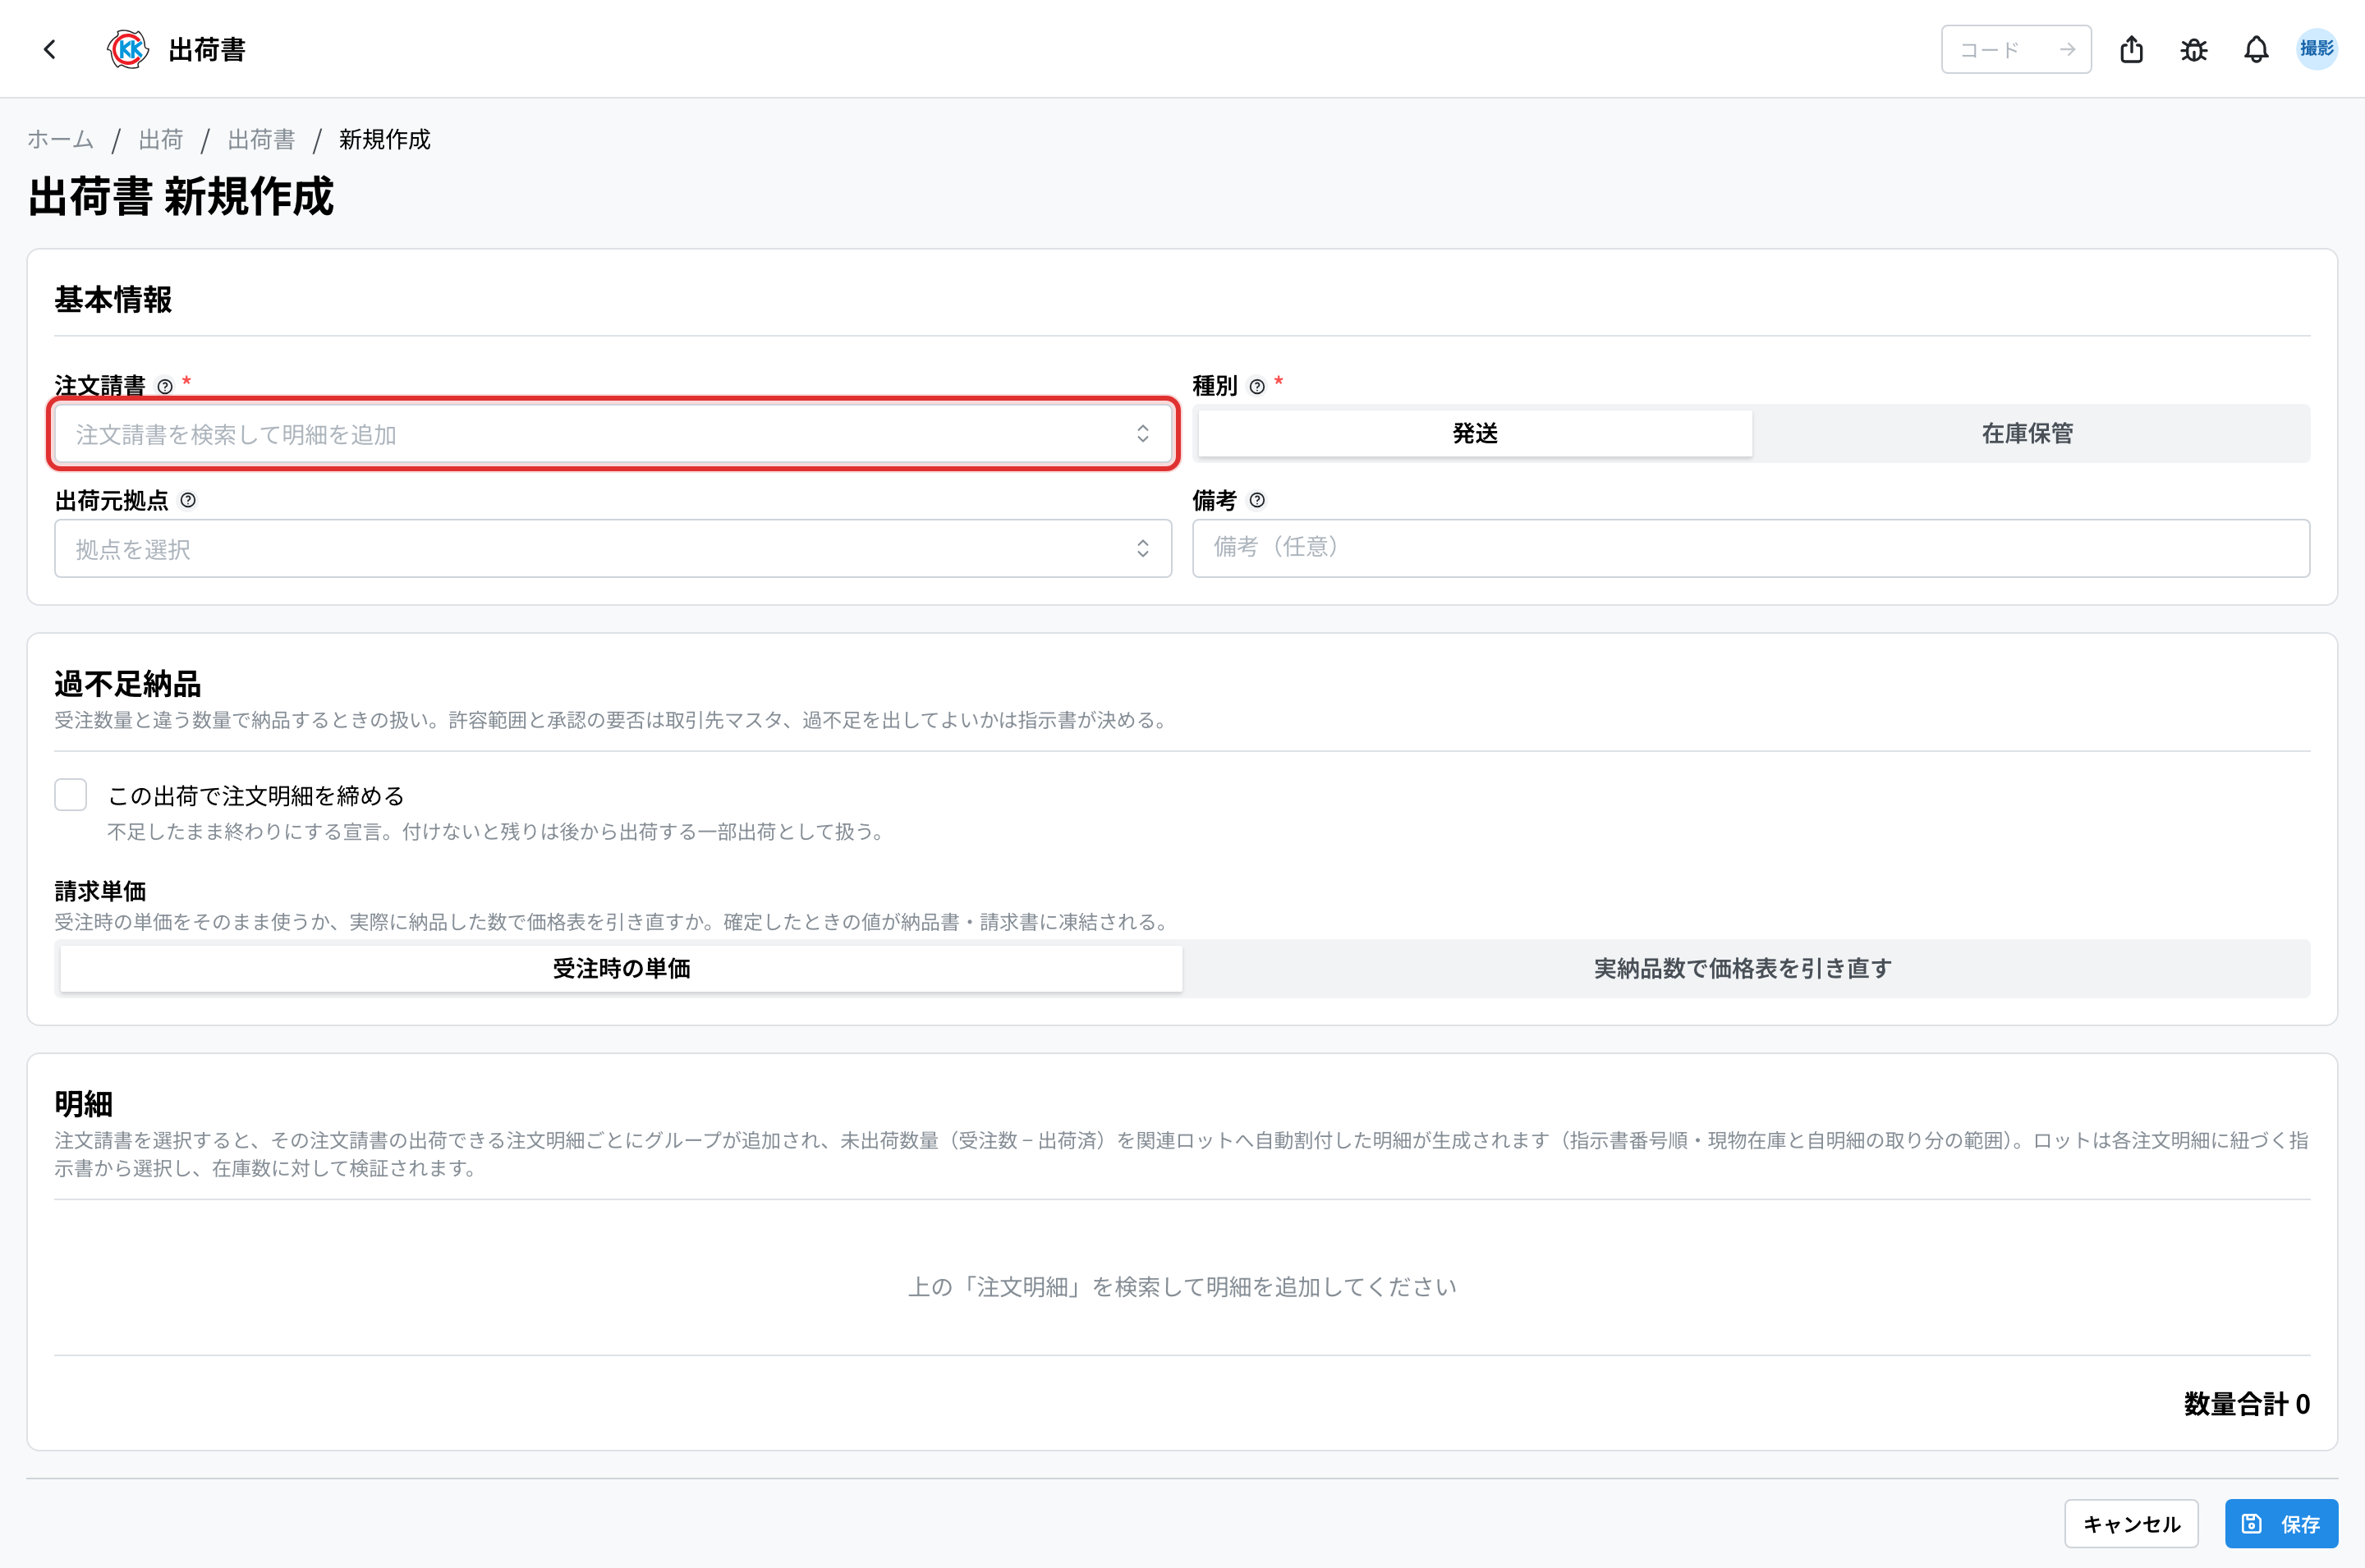 KK 出荷書
コード
撮影
ホーム / 出荷 / 出荷書 / 新規作成
出荷書 新規作成
基本情報
注文請書 *
注文請書を検索して明細を追加
種別 *
発送 在庫保管
出荷元拠点
拠点を選択
備考
備考（任意）
過不足納品
受注数量と違う数量で納品するときの扱い。許容範囲と承認の要否は取引先マスタ、過不足を出してよいかは指示書が決める。
この出荷で注文明細を締める
不足したまま終わりにする宣言。付けないと残りは後から出荷する一部出荷として扱う。
請求単価
受注時の単価をそのまま使うか、実際に納品した数で価格表を引き直すか。確定したときの値が納品書・請求書に凍結される。
受注時の単価 実納品数で価格表を引き直す
明細
注文請書を選択すると、その注文請書の出荷できる注文明細ごとにグループが追加され、未出荷数量（受注数 − 出荷済）を関連ロットへ自動割付した明細が生成されます（指示書番号順・現物在庫と自明細の取り分の範囲）。ロットは各注文明細に紐づく指
示書から選択し、在庫数に対して検証されます。
上の「注文明細」を検索して明細を追加してください
数量合計 0
キャンセル 保存